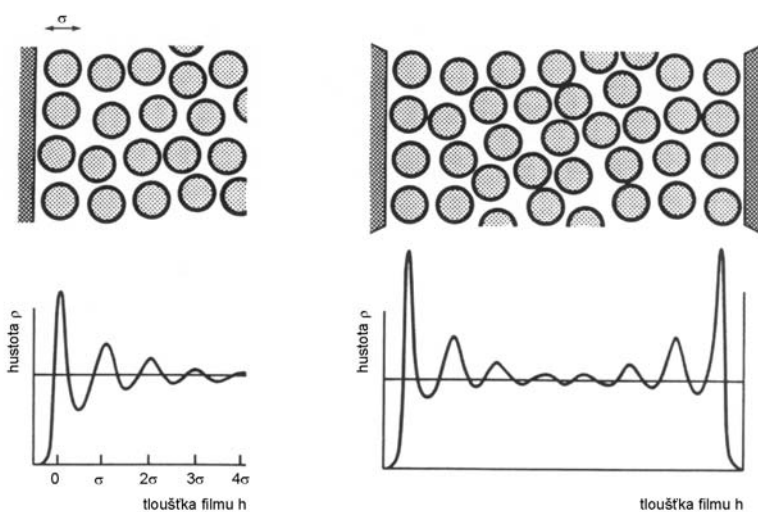 σ
hustota ρ
0 σ 2σ 3σ 4σ
tloušťka filmu h
hustota ρ
tloušťka filmu h